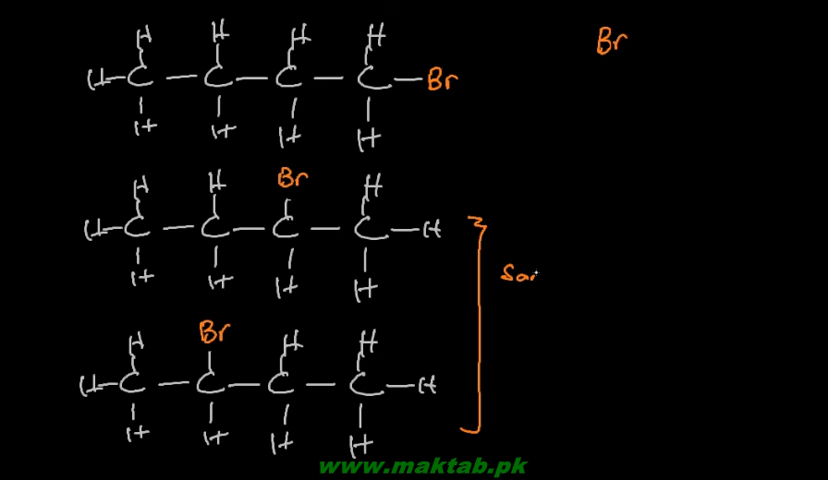 H H H H Br
H C C C C Br
H H H H
H H Br H
H C C C C H
H H H H
Sa
H Br H H
H C C C C H
H H H H
www.maktab.pk